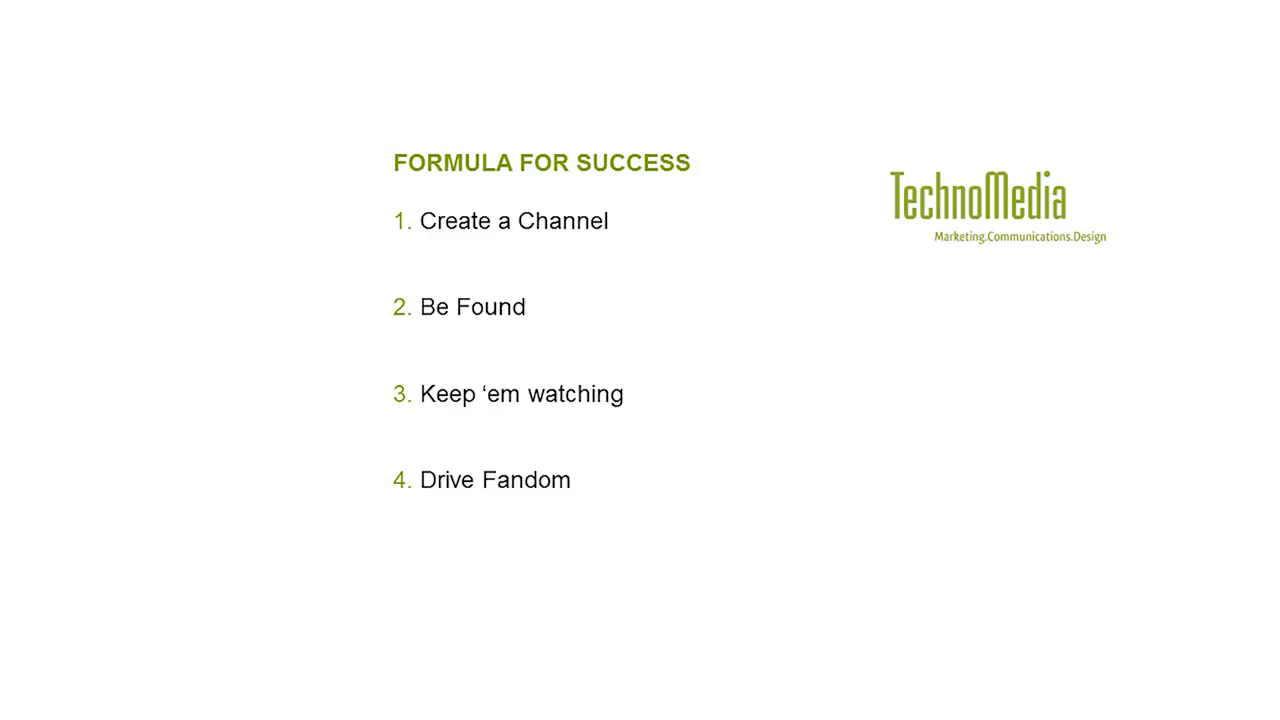 FORMULA FOR SUCCESS
1. Create a Channel
2. Be Found
3. Keep ‘em watching
4. Drive Fandom
TechnoMedia
Marketing.Communications.Design